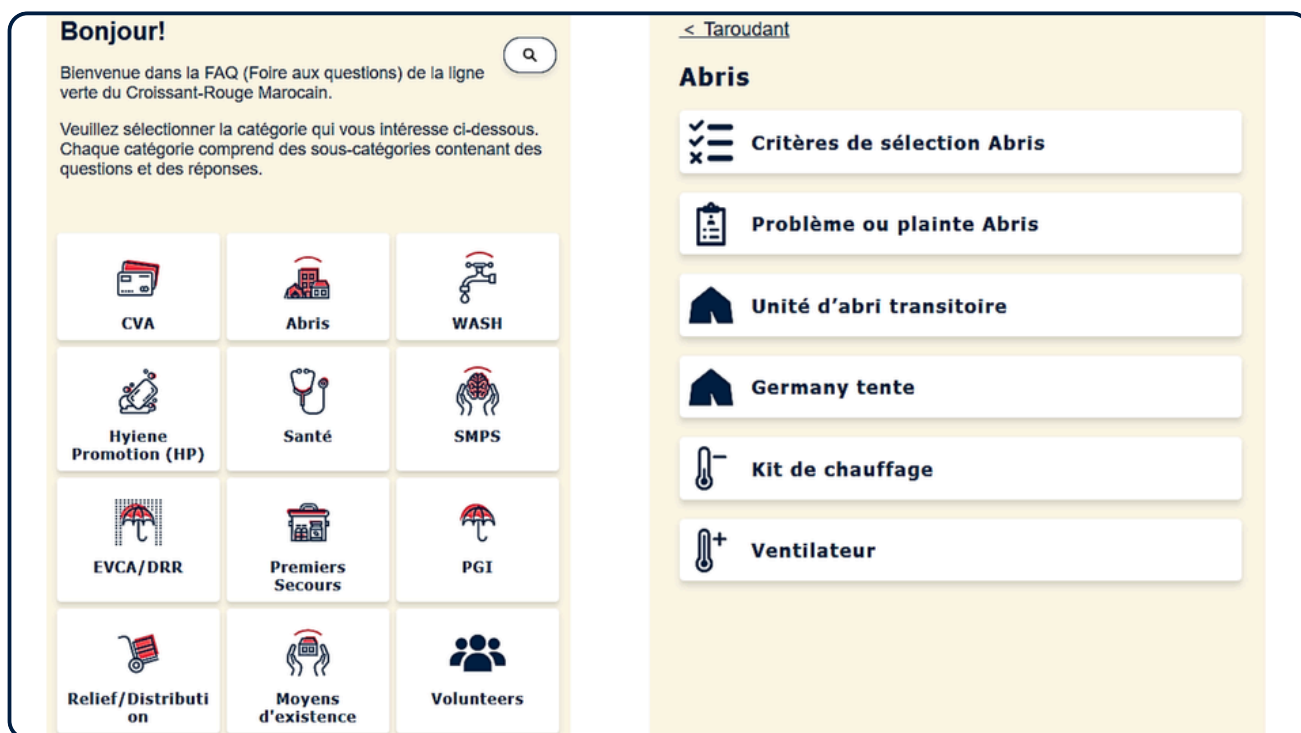 Bonjour!
Bienvenue dans la FAQ (Foire aux questions) de la ligne
verte du Croissant-Rouge Marocain.
Veuillez sélectionner la catégorie qui vous intéresse ci-dessous.
Chaque catégorie comprend des sous-catégories contenant des
questions et des réponses.
CVA
Abris
WASH
Hyiene
Promotion (HP)
Santé
SMPS
EVCA/DRR
Premiers
Secours
PGI
Relief/Distributi
on
Moyens
d'existence
Volunteers
< Taroudant
Abris
Critères de sélection Abris
Problème ou plainte Abris
Unité d’abri transitoire
Germany tente
Kit de chauffage
Ventilateur